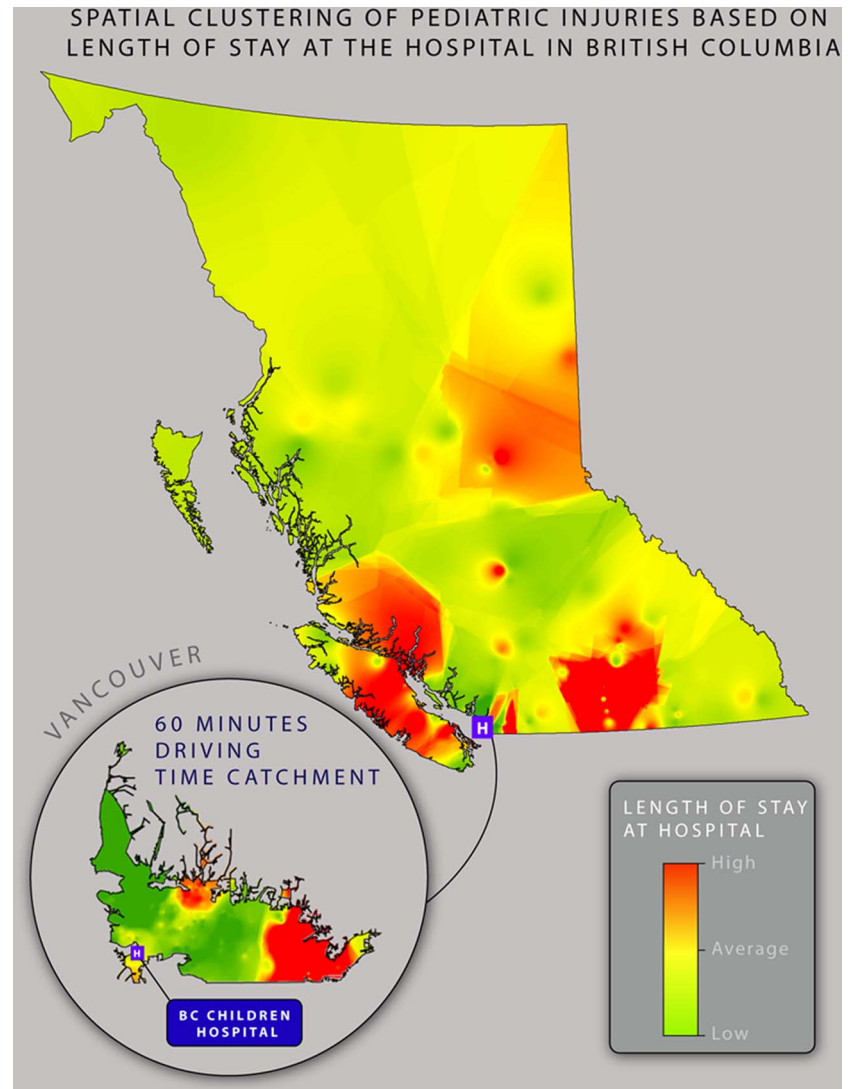 SPATIAL CLUSTERING OF PEDIATRIC INJURIES BASED ON
LENGTH OF STAY AT THE HOSPITAL IN BRITISH COLUMBIA
H
VANCOUVER
60 MINUTES
DRIVING
TIME CATCHMENT
H
BC CHILDREN
HOSPITAL
LENGTH OF STAY
AT HOSPITAL
High
Average
Low